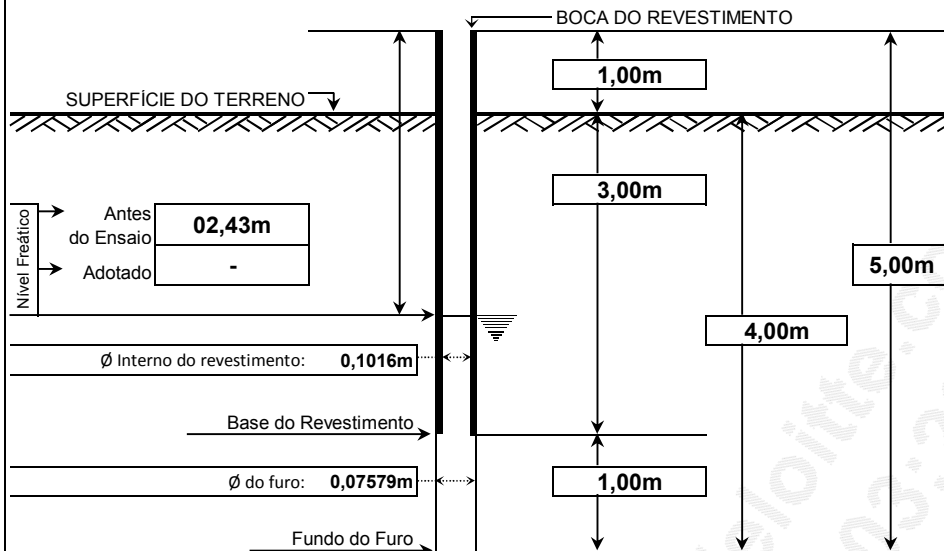 BOCA DO REVESTIMENTO
1,00m
SUPERFÍCIE DO TERRENO
3,00m
Nível Freático
Antes do Ensaio
02,43m
Adotado
-
5,00m
4,00m
Ø Interno do revestimento: 0,1016m
Base do Revestimento
Ø do furo: 0,07579m
1,00m
Fundo do Furo